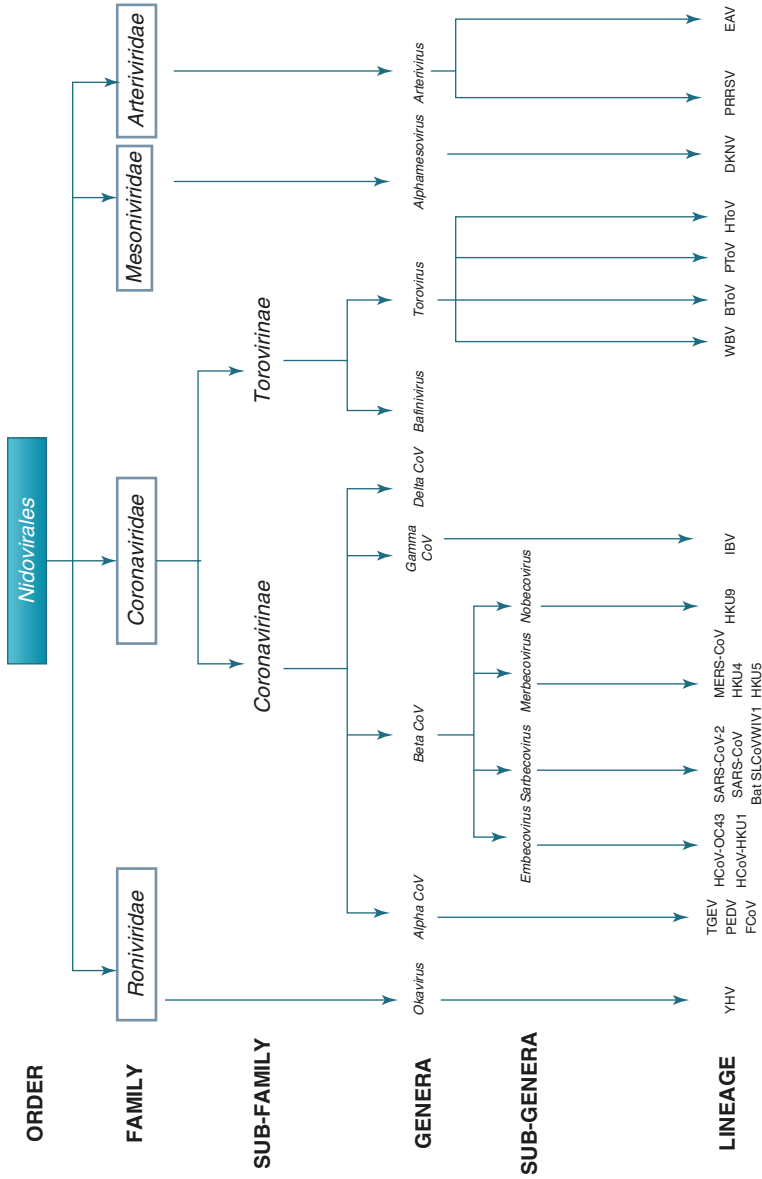 ORDER
Nidovirales
FAMILY
Roniviridae
Coronaviridae
Mesoniviridae
Arteriviridae
SUB-FAMILY
Coronavirinae
Torovirinae
GENERA
Okavirus
Alpha CoV
Beta CoV
Gamma
CoV
Delta CoV
Bafinivirus
Torovirus
Alphamesovirus
Arterivirus
SUB-GENERA
Embecovirus
Sarbecovirus
Merbecovirus
Nobecovirus
LINEAGE
YHV
TGEV
PEDV
FCoV
HCoV-OC43
HCoV-HKU1
SARS-CoV-2
SARS-CoV
Bat SLCoVWIV1
MERS-CoV
HKU4
HKU5
HKU9
IBV
WBV
BToV
PToV
HToV
DKNV
PRRSV
EAV